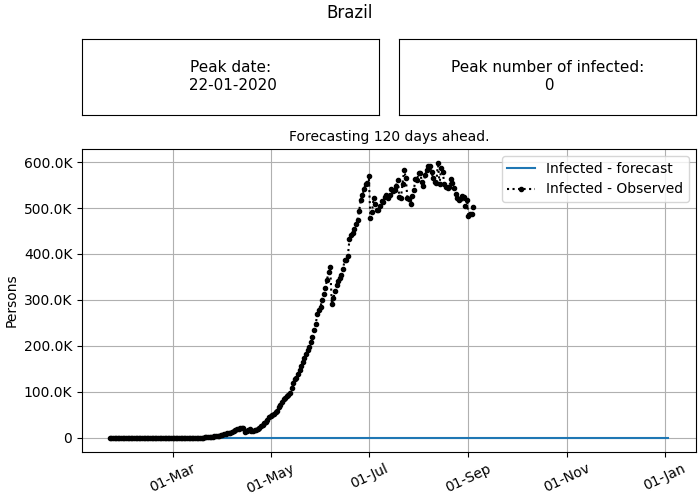 Brazil
Peak date:
22-01-2020
Peak number of infected:
0
Forecasting 120 days ahead.
Infected - forecast
Infected - Observed
Persons
600.0K
500.0K
400.0K
300.0K
200.0K
100.0K
0
01-Mar
01-May
01-Jul
01-Sep
01-Nov
01-Jan